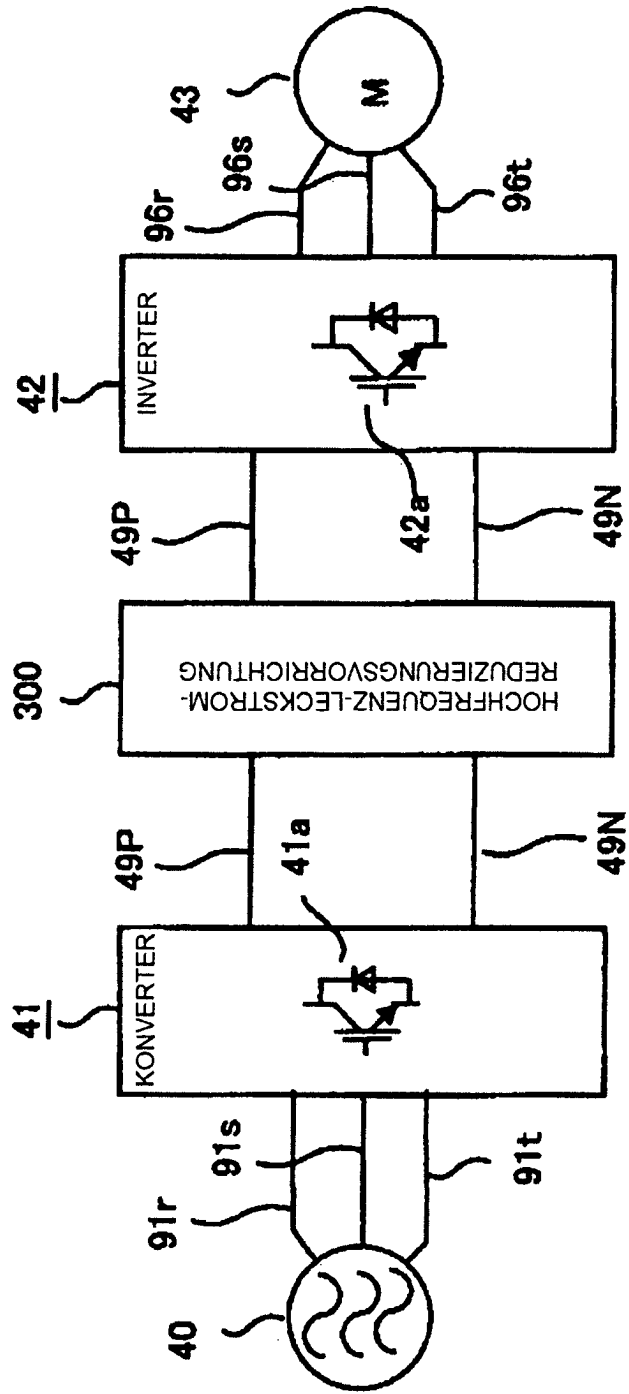 40
91r
91s
91t
41
KONVERTER
41a
49P
49N
300
HOCHFREQUENZ-LECKSTROM-
REDUZIERUNGSVORRICHTUNG
49P
49N
42
INVERTER
42a
96r
96s
96t
43
M